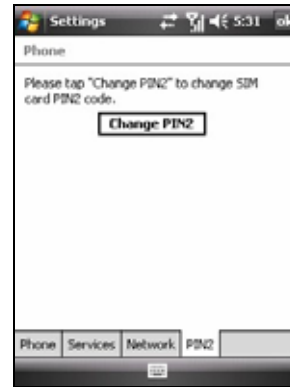 Settings 5:31 ok
Phone
Please tap "Change PIN2" to change SIM
card PIN2 code.
Change PIN2
Phone Services Network PIN2